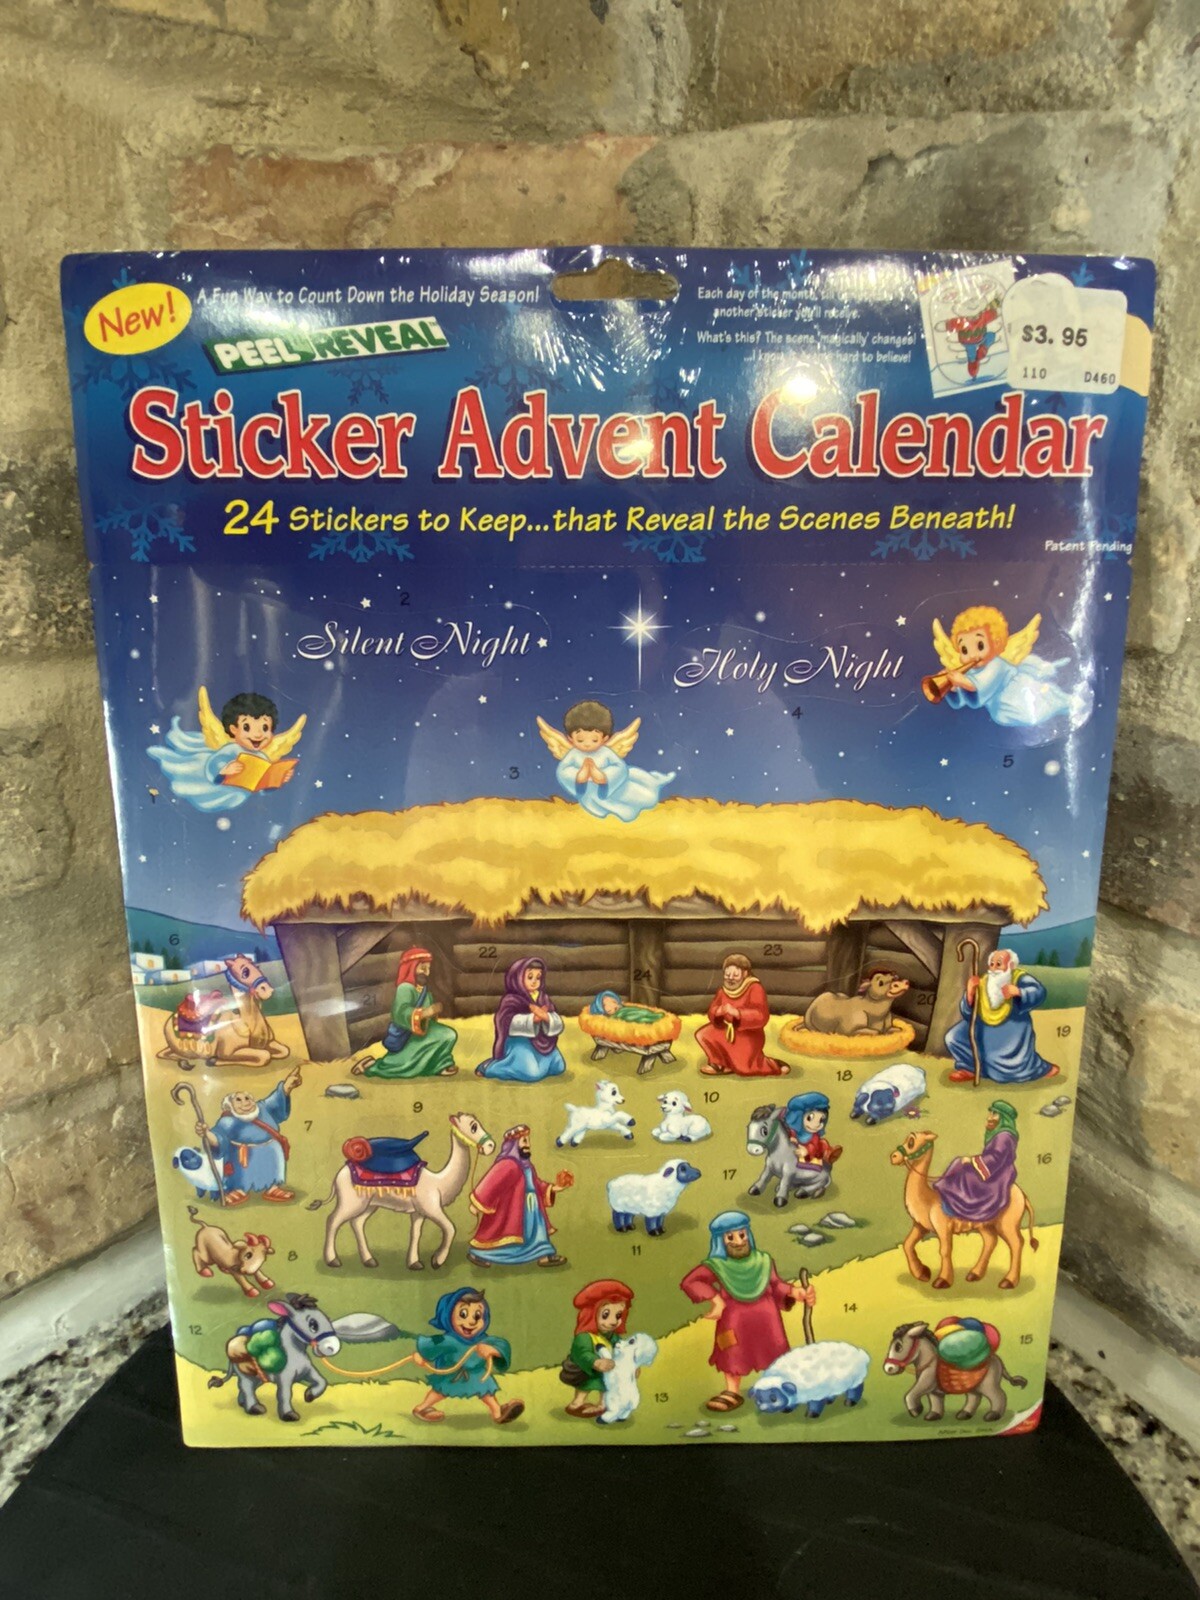 New!
A Fun Way to Count Down the Holiday Season!
PEEL REVEAL
Each day of the month,
another sticker you'll receive.
What's this? The scene 'magically' changes!
hard to believe!
$3.95
110 D460
Sticker Advent Calendar
24 Stickers to Keep...that Reveal the Scenes Beneath!
Patent Pending
2
Silent Night
Holy Night
4
3
5
1
6
22
23
24
21
20
19
18
10
9
7
17
16
11
8
12
14
15
13